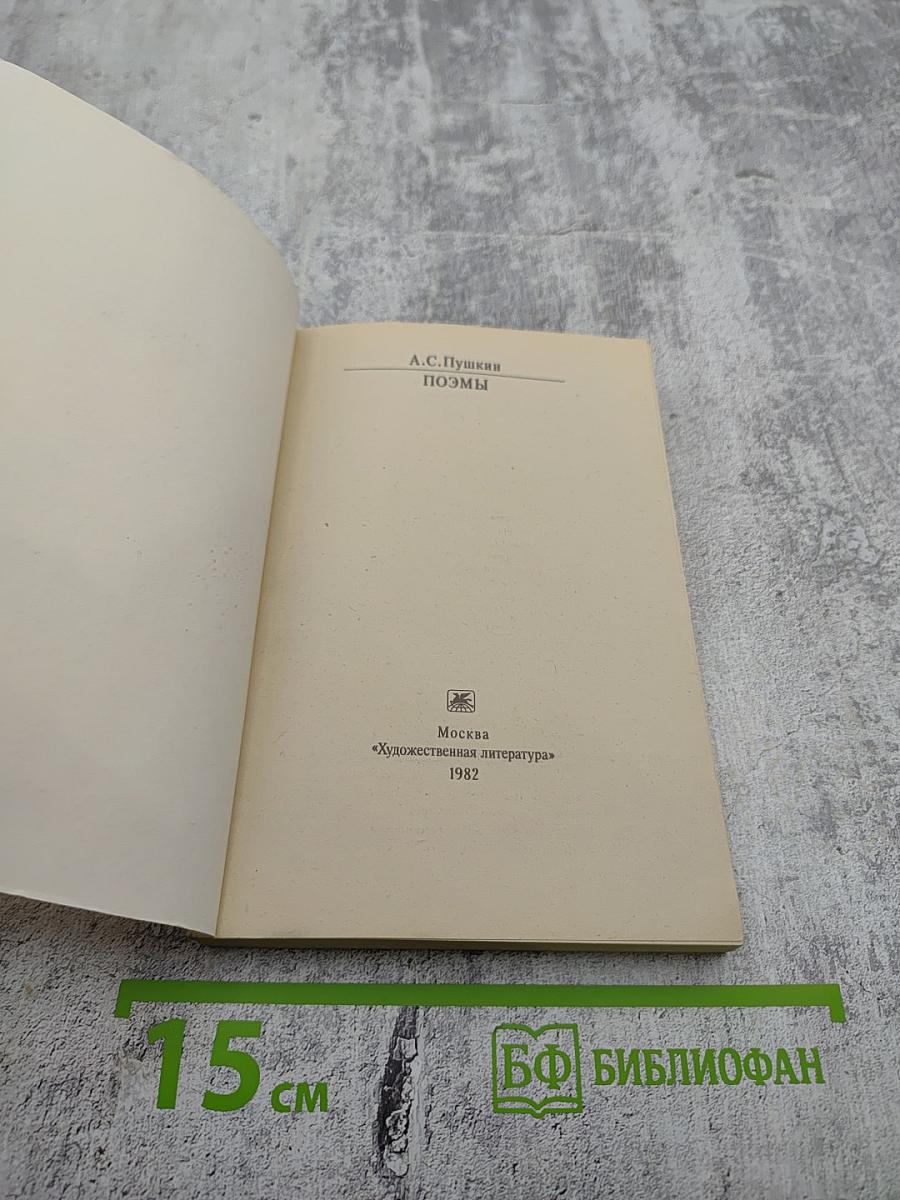 А.С.Пушкин
ПОЭМЫ
Москва
«Художественная литература»
1982
15 см
БФ БИБЛИОФАН